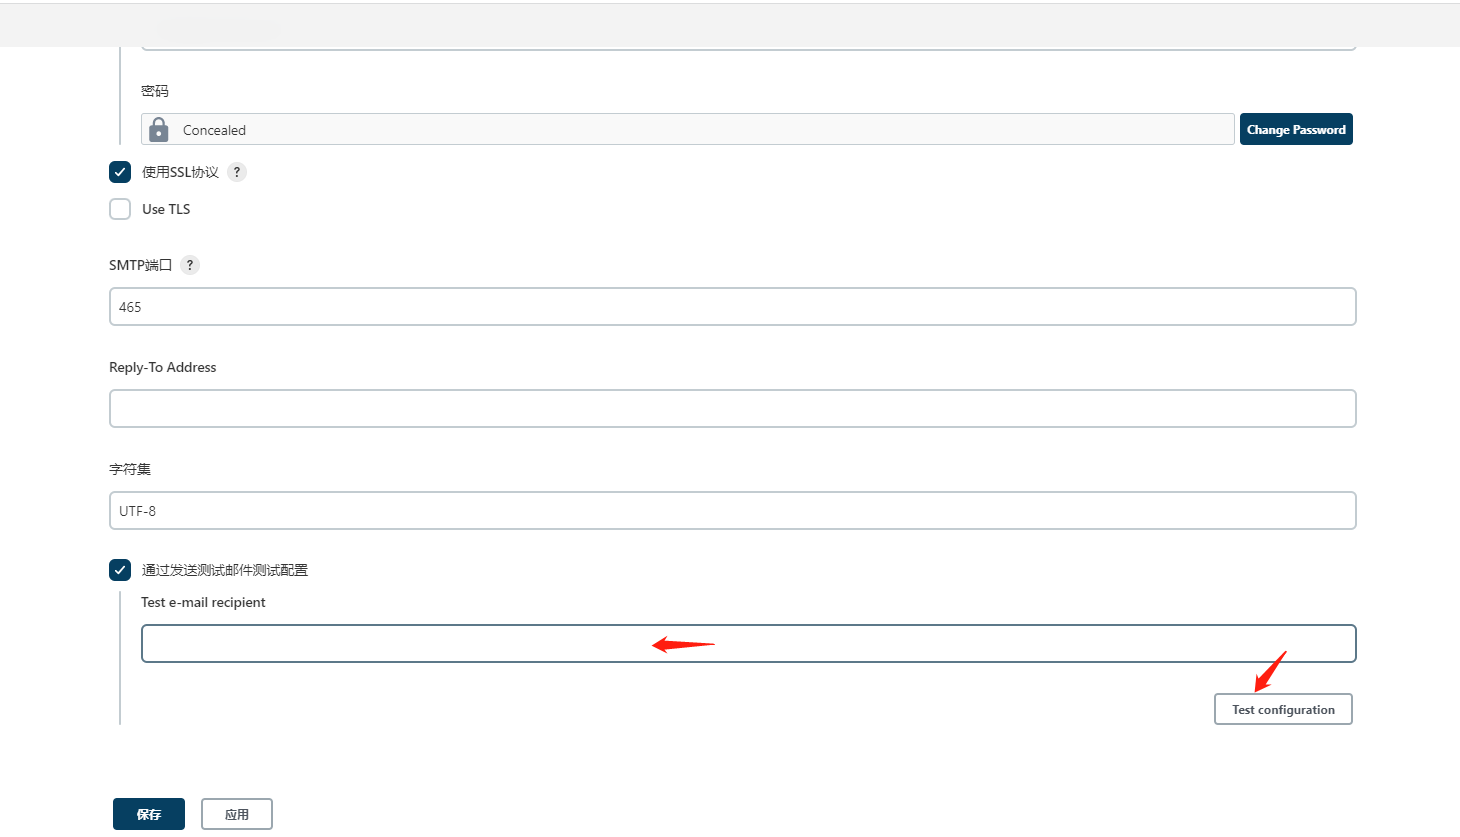 密码
Concealed
Change Password
使用SSL协议 ?
Use TLS
SMTP端口 ?
465
Reply-To Address
字符集
UTF-8
通过发送测试邮件测试配置
Test e-mail recipient
Test configuration
保存
应用